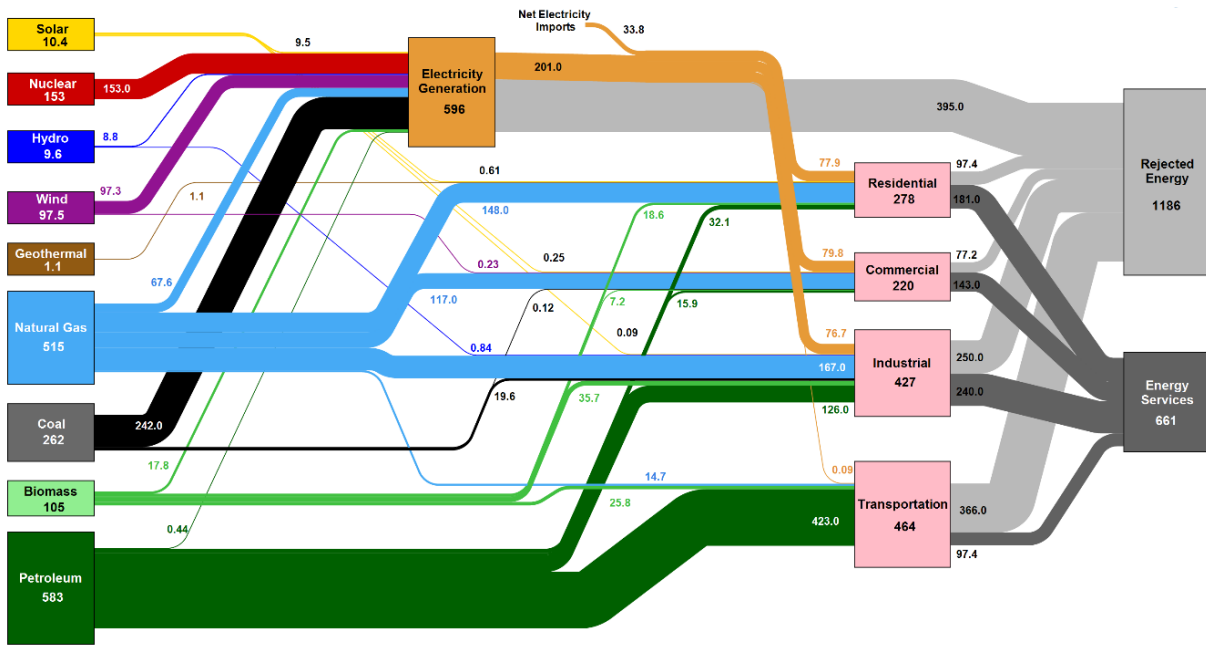 Net Electricity
Imports
33.8
Solar
10.4
9.5
Nuclear
153
153.0
Electricity
Generation
596
201.0
395.0
Hydro
9.6
8.8
Wind
97.5
97.3
1.1
Geothermal
1.1
67.6
Natural Gas
515
0.61
148.0
0.23
117.0
0.25
0.12
0.09
0.84
18.6
32.1
7.2
15.9
77.9
79.8
76.7
167.0
Coal
262
242.0
19.6
35.7
126.0
17.8
Biomass
105
14.7
25.8
0.09
0.44
Petroleum
583
423.0
Residential
278
97.4
181.0
Commercial
220
77.2
143.0
Industrial
427
250.0
240.0
Transportation
464
366.0
97.4
Rejected
Energy
1186
Energy
Services
661